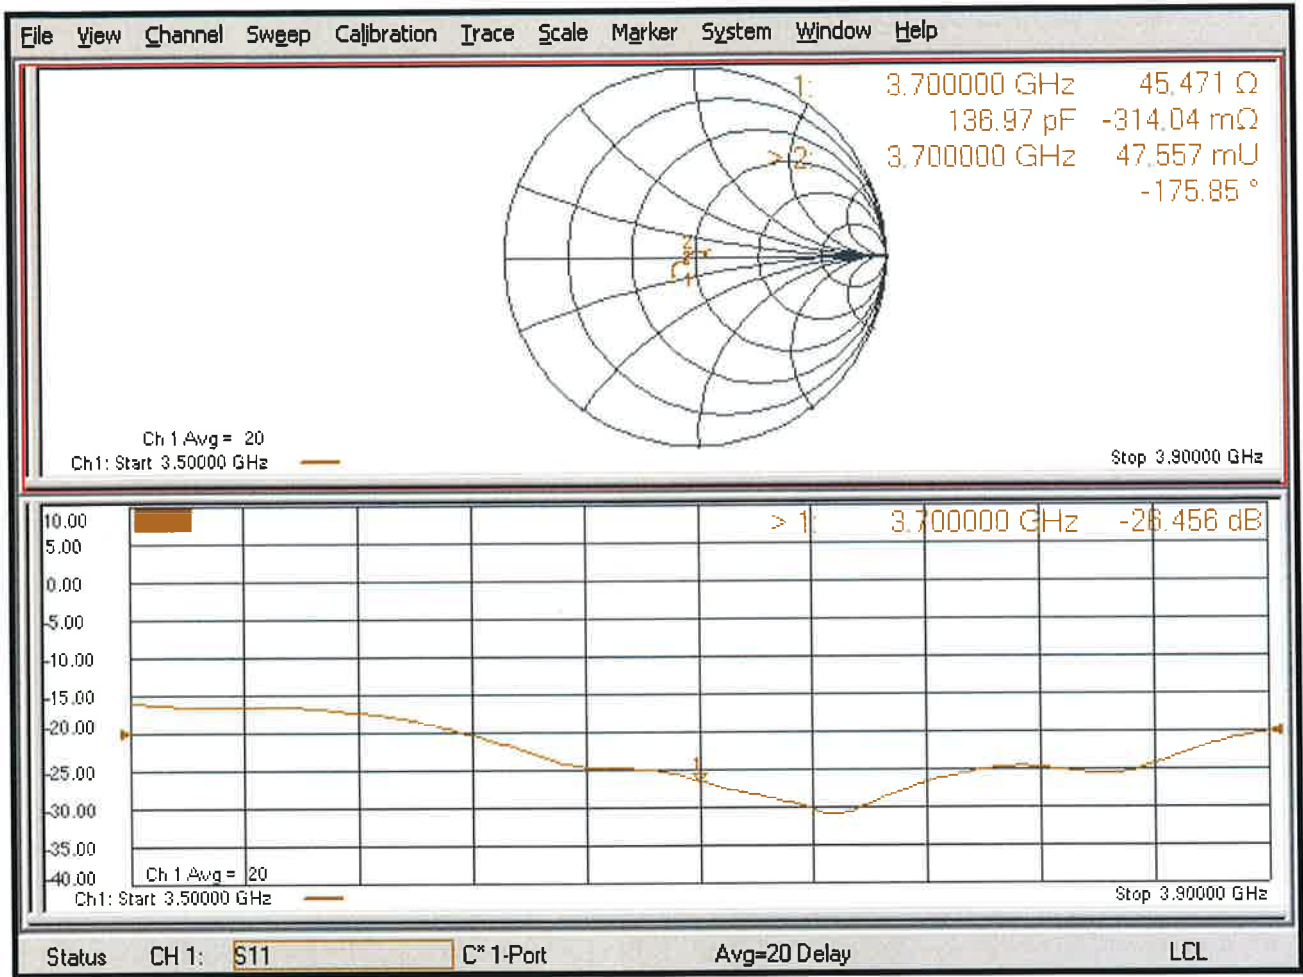 File View Channel Sweep Calibration Trace Scale Marker System Window Help
1: 3.700000 GHz 45.471 Ω
136.97 pF -314.04 mΩ
> 2: 3.700000 GHz 47.557 mU
-175.85 °
2
1
Ch 1 Avg = 20
Ch1: Start 3.50000 GHz
Stop 3.90000 GHz
10.00
> 1: 3.700000 GHz -26.456 dB
5.00
0.00
-5.00
-10.00
-15.00
-20.00
1
-25.00
-30.00
-35.00
-40.00
Ch 1 Avg = 20
Ch1: Start 3.50000 GHz
Stop 3.90000 GHz
Status CH 1: S11 C* 1-Port Avg=20 Delay LCL